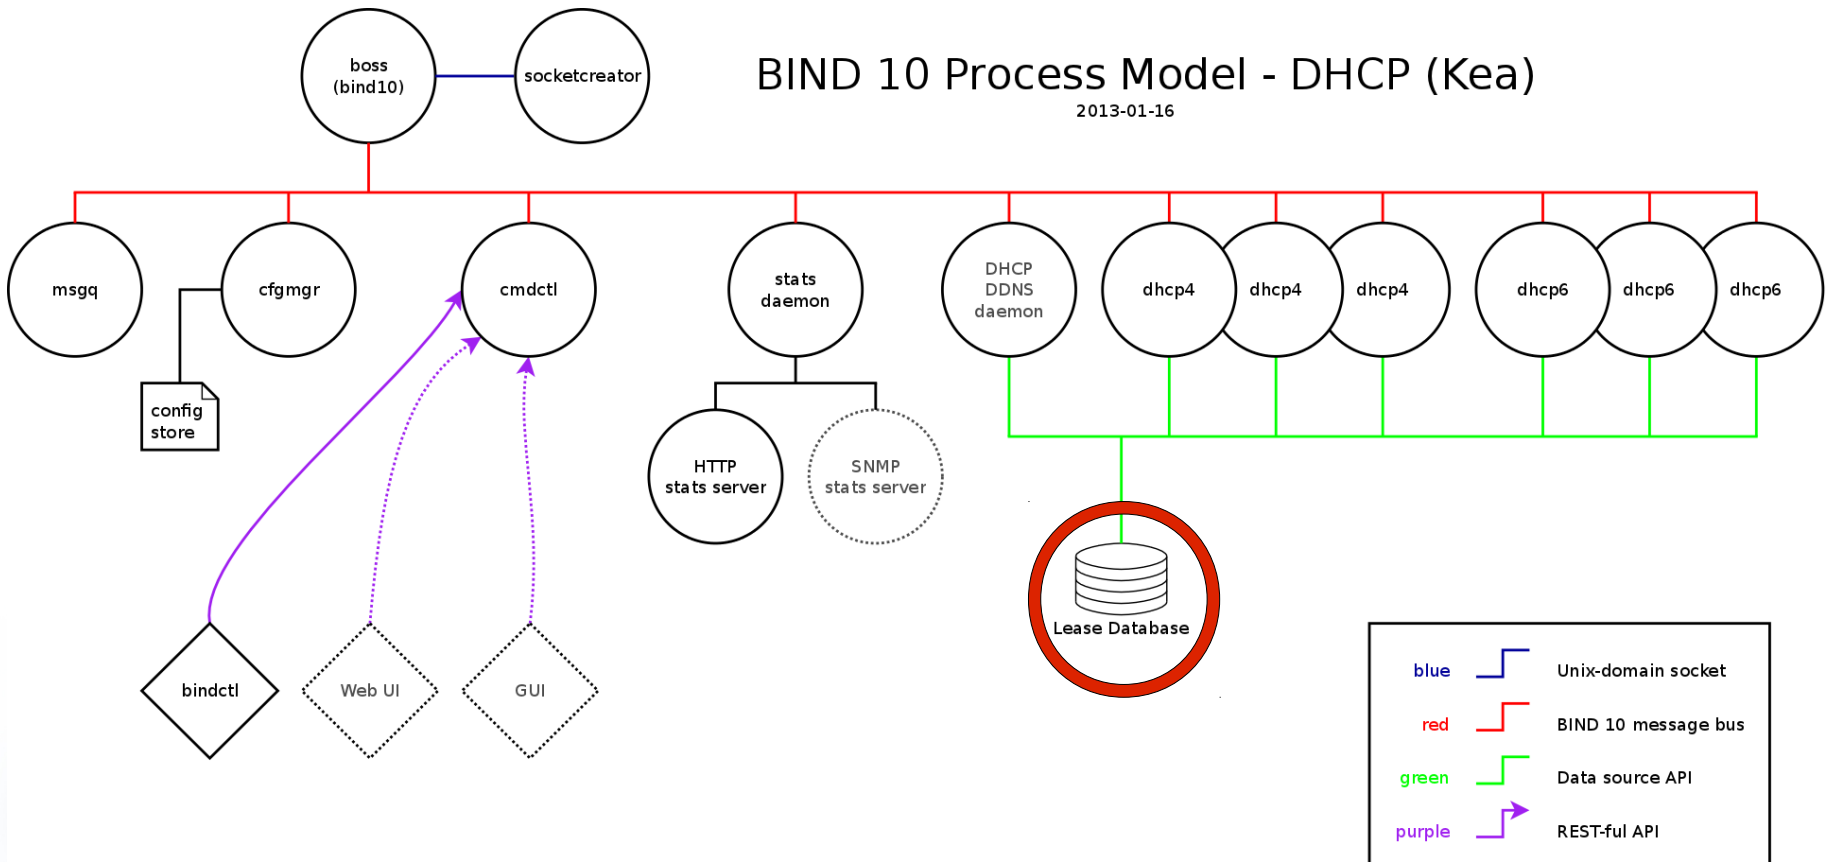 boss
(bind10)
socketcreator
BIND 10 Process Model - DHCP (Kea)
2013-01-16
msgq
cfgmgr
cmdctl
stats
daemon
DHCP
DDNS
daemon
dhcp4
dhcp4
dhcp4
dhcp6
dhcp6
dhcp6
config
store
HTTP
stats server
SNMP
stats server
Lease Database
bindctl
Web UI
GUI
blue Unix-domain socket
red BIND 10 message bus
green Data source API
purple REST-ful API